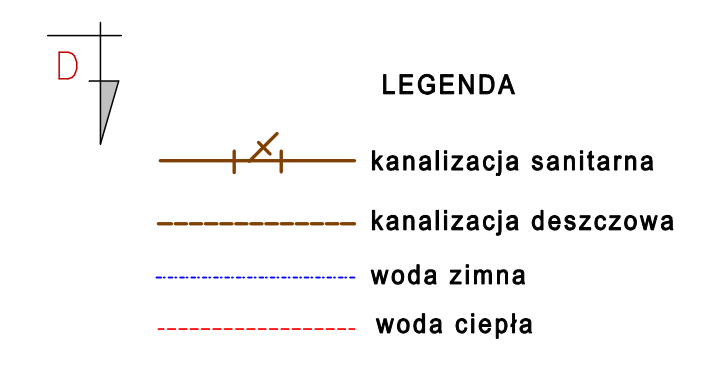 D
LEGENDA
kanalizacja sanitarna
kanalizacja deszczowa
woda zimna
woda ciepła